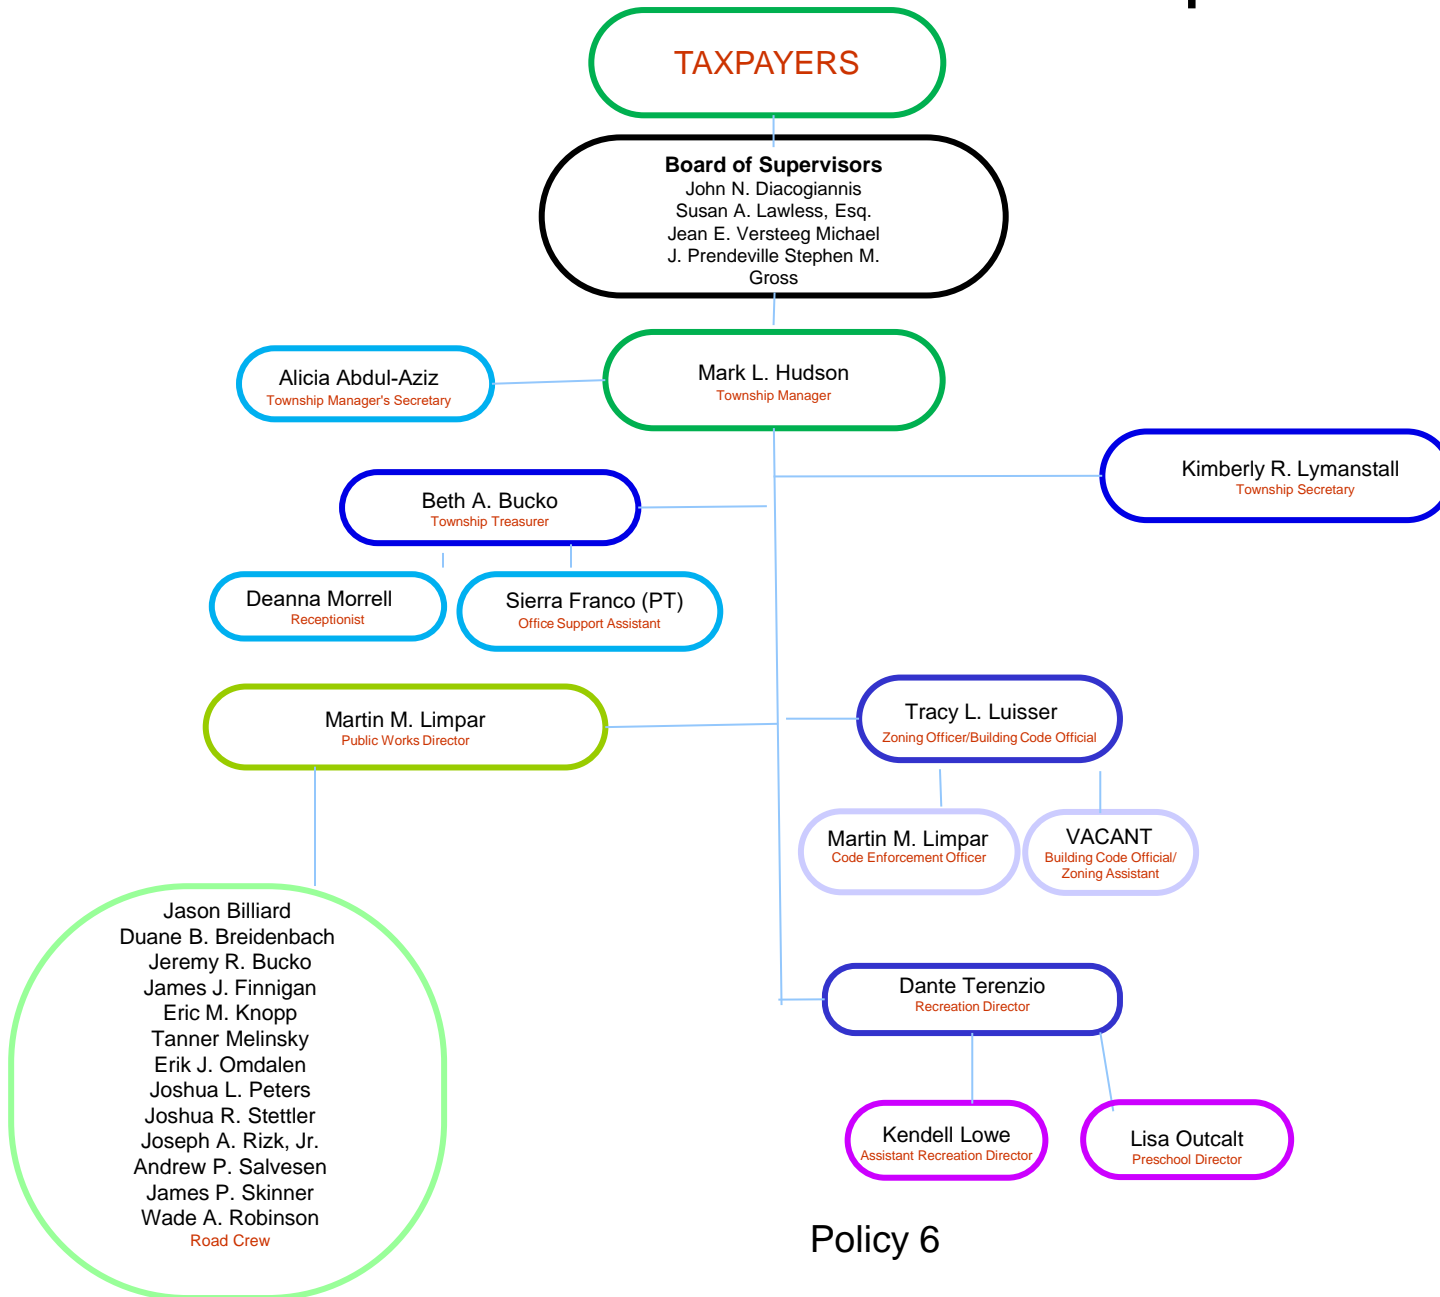 TAXPAYERS
Board of Supervisors
John N. Diacogiannis
Susan A. Lawless, Esq.
Jean E. Versteeg Michael
J. Prendeville Stephen M.
Gross
Mark L. Hudson
Township Manager
Alicia Abdul-Aziz
Township Manager's Secretary
Kimberly R. Lymanstall
Township Secretary
Beth A. Bucko
Township Treasurer
Deanna Morrell
Receptionist
Sierra Franco (PT)
Office Support Assistant
Martin M. Limpar
Public Works Director
Tracy L. Luisser
Zoning Officer/Building Code Official
Martin M. Limpar
Code Enforcement Officer
VACANT
Building Code Official/
Zoning Assistant
Jason Billiard
Duane B. Breidenbach
Jeremy R. Bucko
James J. Finnigan
Eric M. Knopp
Tanner Melinsky
Erik J. Omdalen
Joshua L. Peters
Joshua R. Stettler
Joseph A. Rizk, Jr.
Andrew P. Salvesen
James P. Skinner
Wade A. Robinson
Road Crew
Dante Terenzio
Recreation Director
Kendell Lowe
Assistant Recreation Director
Lisa Outcalt
Preschool Director
Policy 6